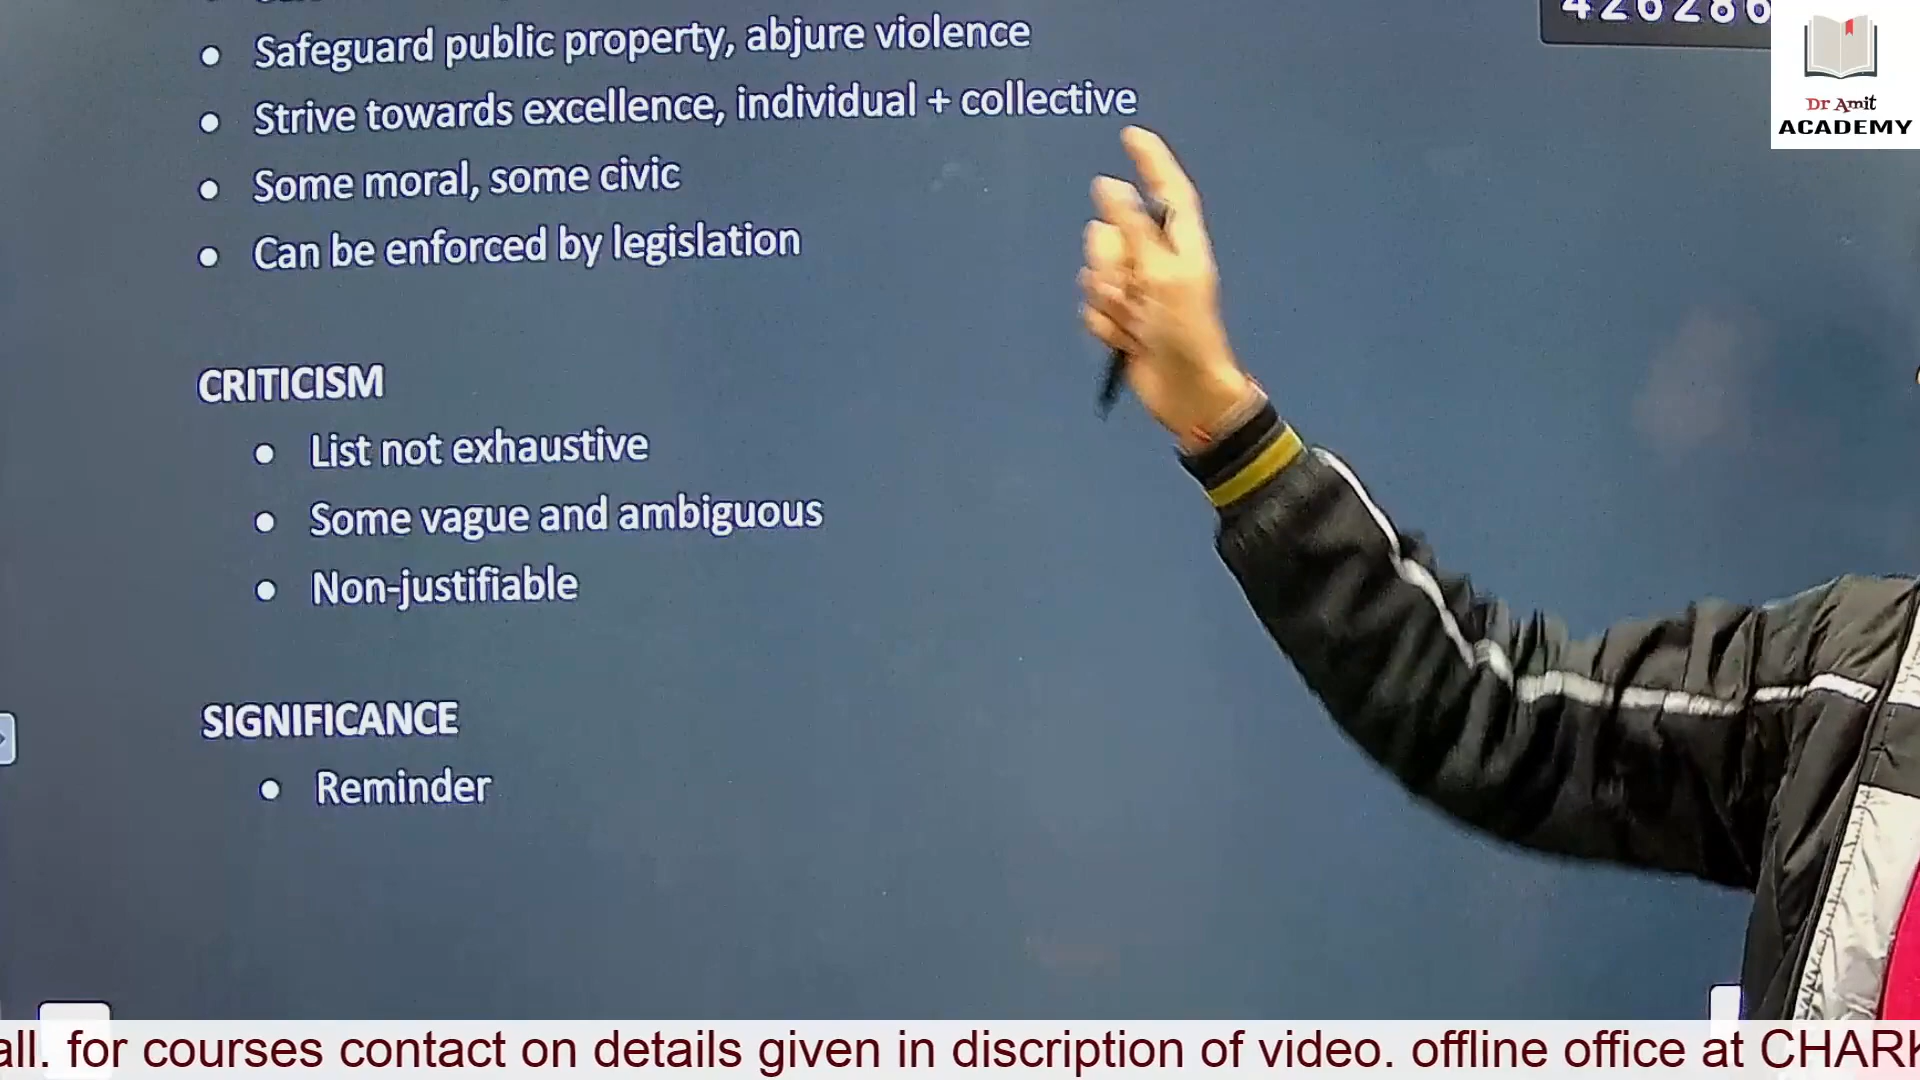 426286
Safeguard public property, abjure violence
Strive towards excellence, individual + collective
Some moral, some civic
Can be enforced by legislation
CRITICISM
List not exhaustive
Some vague and ambiguous
Non-justifiable
SIGNIFICANCE
Reminder
Dr Amit
ACADEMY
all. for courses contact on details given in discription of video. offline office at CHARK